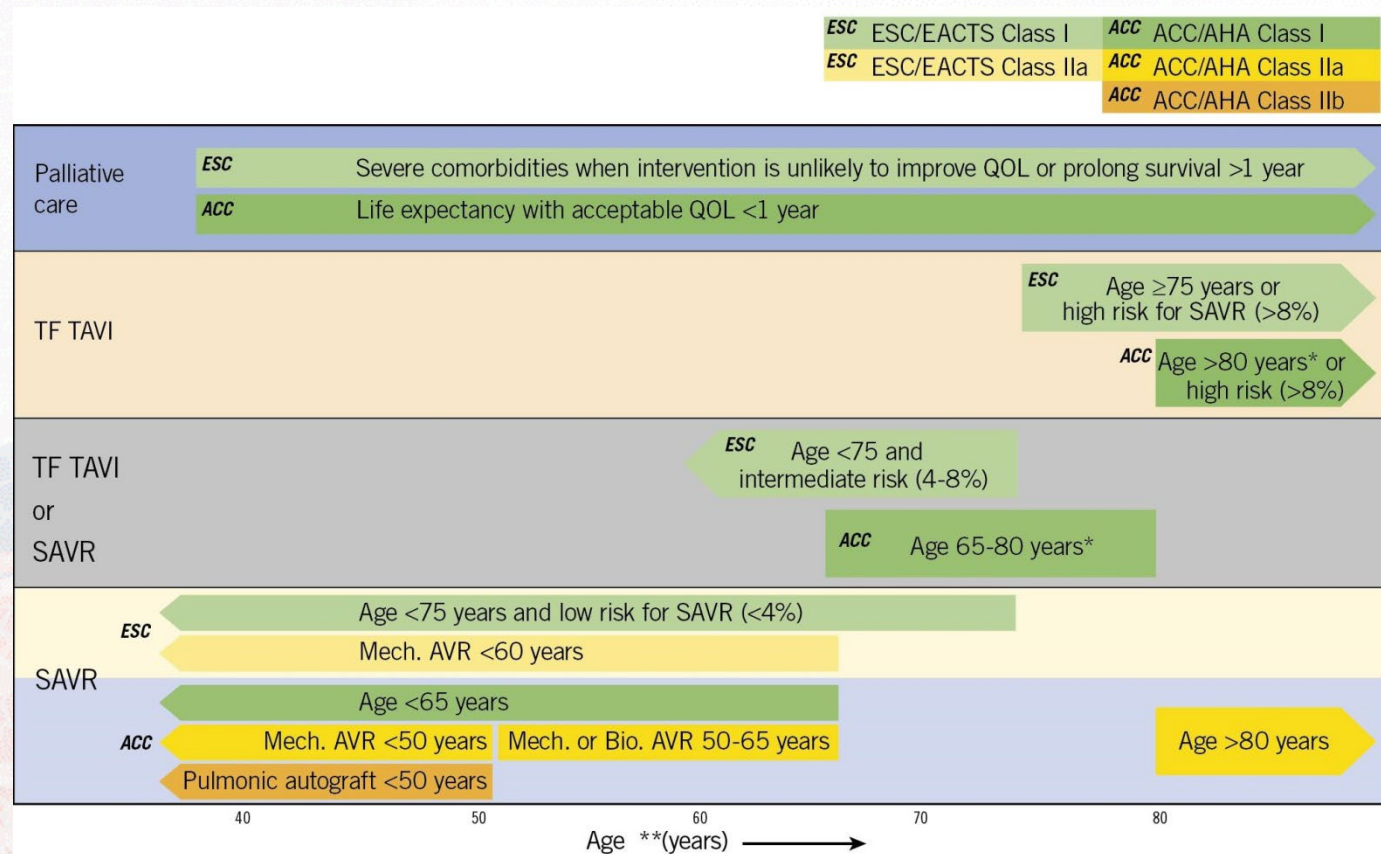 ESC ESC/EACTS Class I ACC ACC/AHA Class I
ESC ESC/EACTS Class IIa ACC ACC/AHA Class IIa
ACC ACC/AHA Class IIb
Palliative
care
ESC Severe comorbidities when intervention is unlikely to improve QOL or prolong survival >1 year
ACC Life expectancy with acceptable QOL <1 year
TF TAVI
ESC Age ≥75 years or
high risk for SAVR (>8%)
ACC Age >80 years* or
high risk (>8%)
TF TAVI
or
SAVR
ESC Age <75 and
intermediate risk (4-8%)
ACC Age 65-80 years*
SAVR
ESC
Age <75 years and low risk for SAVR (<4%)
Mech. AVR <60 years
ACC
Age <65 years
Mech. AVR <50 years Mech. or Bio. AVR 50-65 years
Age >80 years
Pulmonic autograft <50 years
40 50 60 70 80
Age **(years)